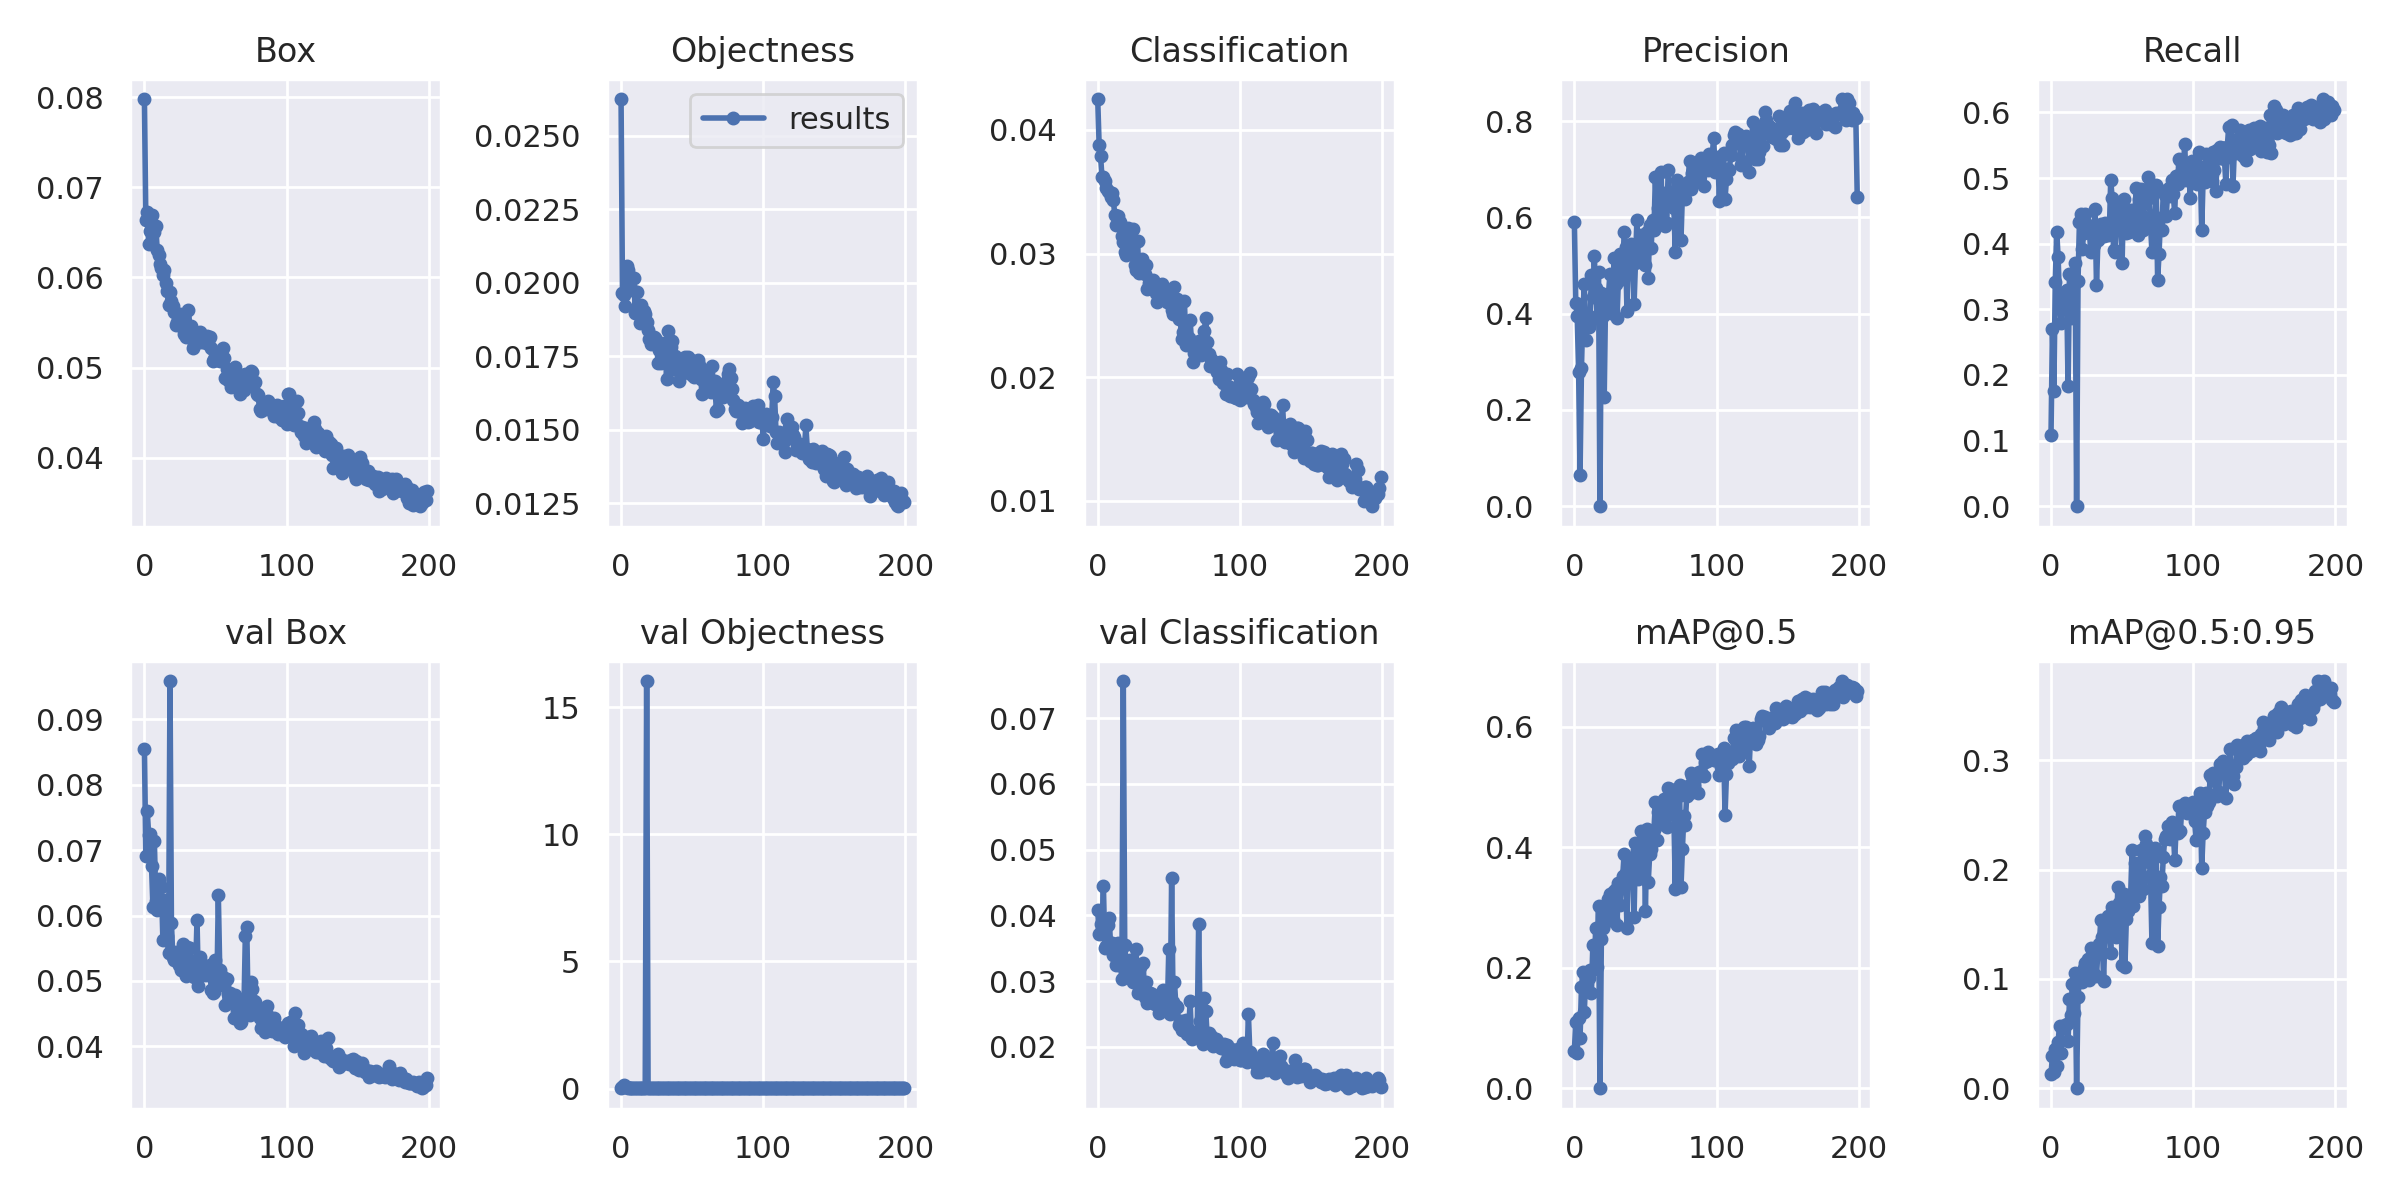 Box
0.08
0.07
0.06
0.05
0.04
0 100 200
Objectness
results
0.0250
0.0225
0.0200
0.0175
0.0150
0.0125
0 100 200
Classification
0.04
0.03
0.02
0.01
0 100 200
Precision
0.8
0.6
0.4
0.2
0.0
0 100 200
Recall
0.6
0.5
0.4
0.3
0.2
0.1
0.0
0 100 200
val Box
0.09
0.08
0.07
0.06
0.05
0.04
0 100 200
val Objectness
15
10
5
0
0 100 200
val Classification
0.07
0.06
0.05
0.04
0.03
0.02
0 100 200
mAP@0.5
0.6
0.4
0.2
0.0
0 100 200
mAP@0.5:0.95
0.3
0.2
0.1
0.0
0 100 200